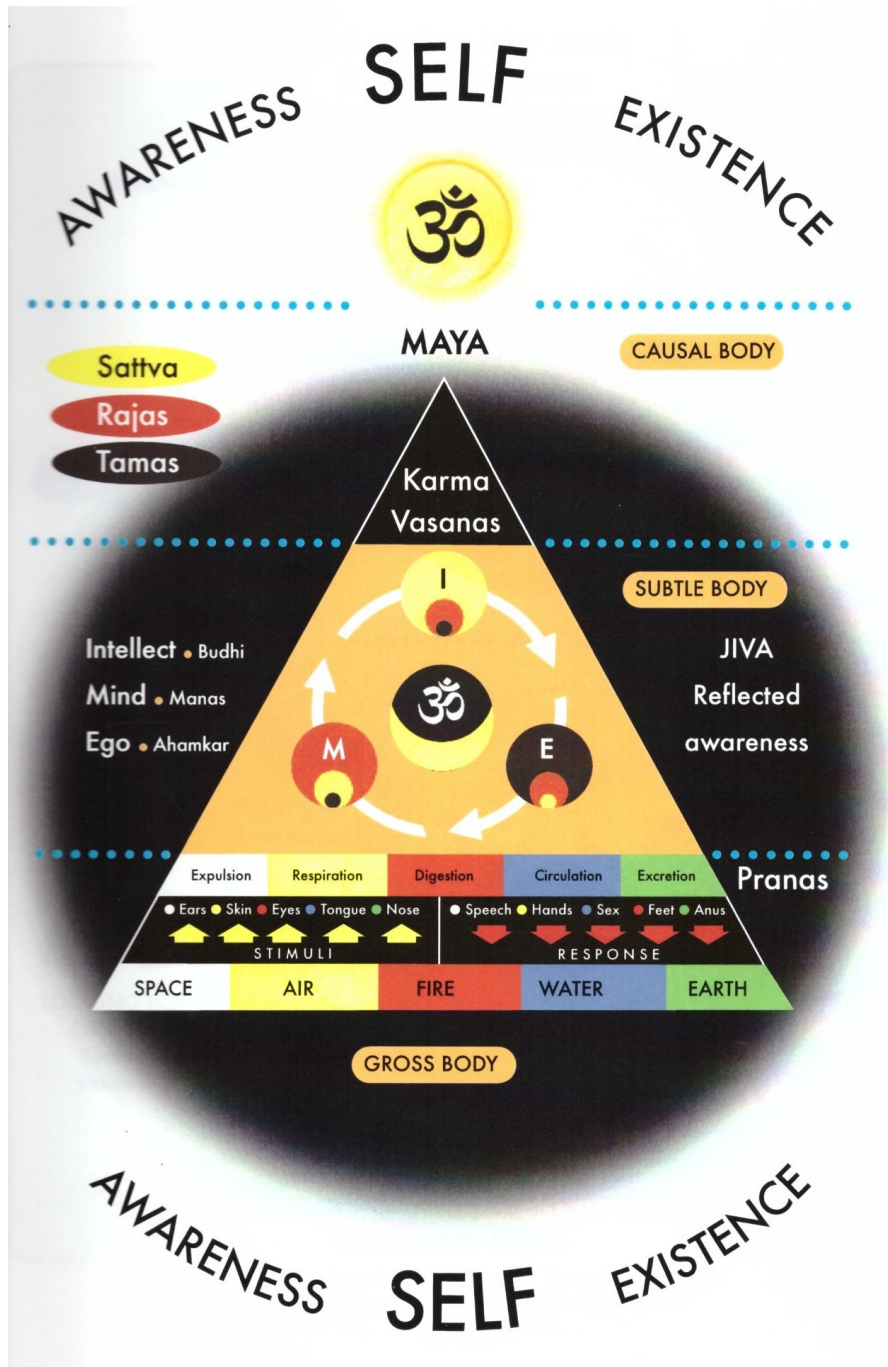 SELF
AWARENESS
EXISTENCE
ॐ
MAYA
CAUSAL BODY
Sattva
Rajas
Tamas
Karma
Vasanas
SUBTLE BODY
I
Intellect • Budhi
Mind • Manas
Ego • Ahamkar
JIVA
Reflected
awareness
ॐ
M
E
Expulsion Respiration Digestion Circulation Excretion
Pranas
Ears Skin Eyes Tongue Nose
Speech Hands Sex Feet Anus
STIMULI
RESPONSE
SPACE AIR FIRE WATER EARTH
GROSS BODY
AWARENESS
SELF
EXISTENCE